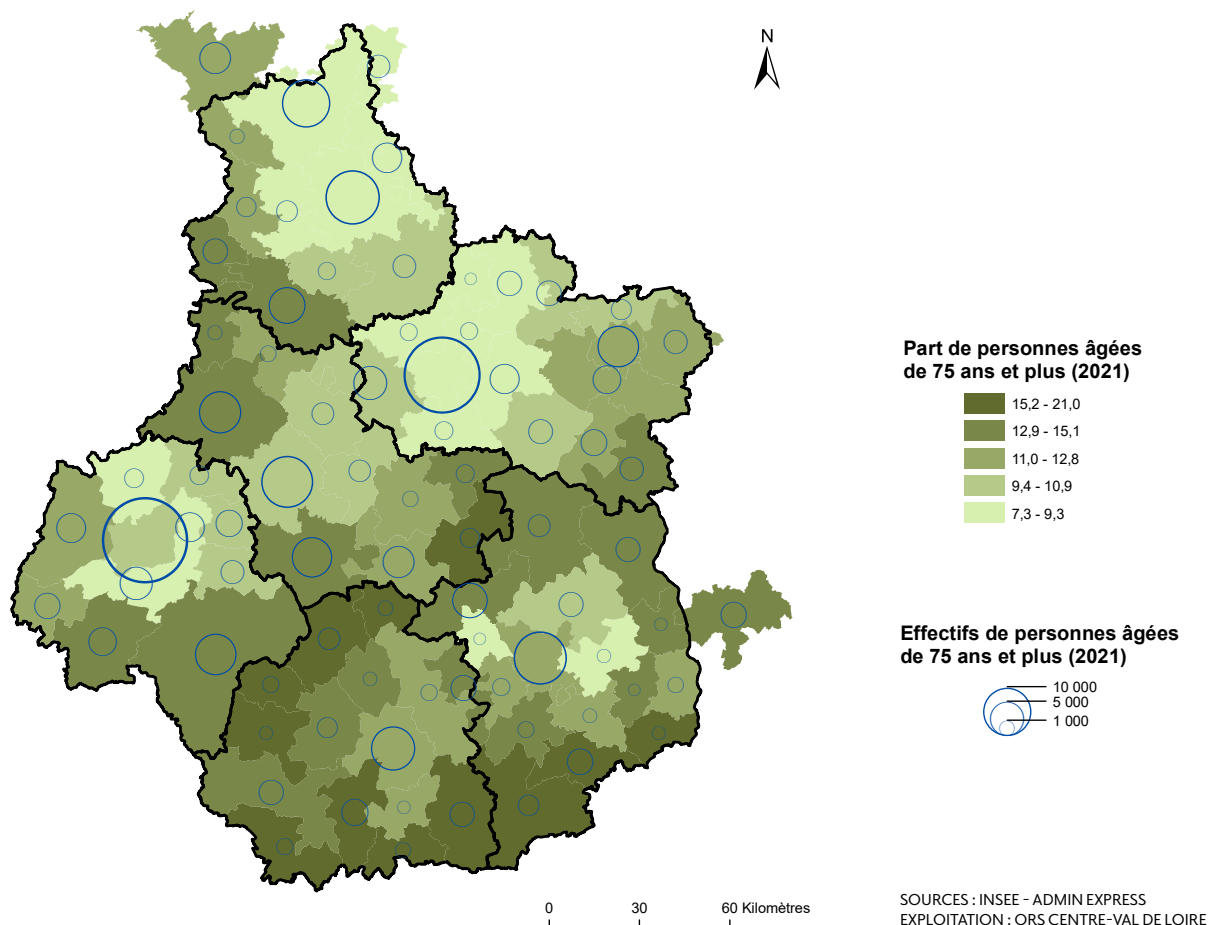 N
Part de personnes âgées
de 75 ans et plus (2021)
15,2 - 21,0
12,9 - 15,1
11,0 - 12,8
9,4 - 10,9
7,3 - 9,3
Effectifs de personnes âgées
de 75 ans et plus (2021)
10 000
5 000
1 000
0 30 60 Kilomètres
SOURCES : INSEE - ADMIN EXPRESS
EXPLOITATION : ORS CENTRE-VAL DE LOIRE